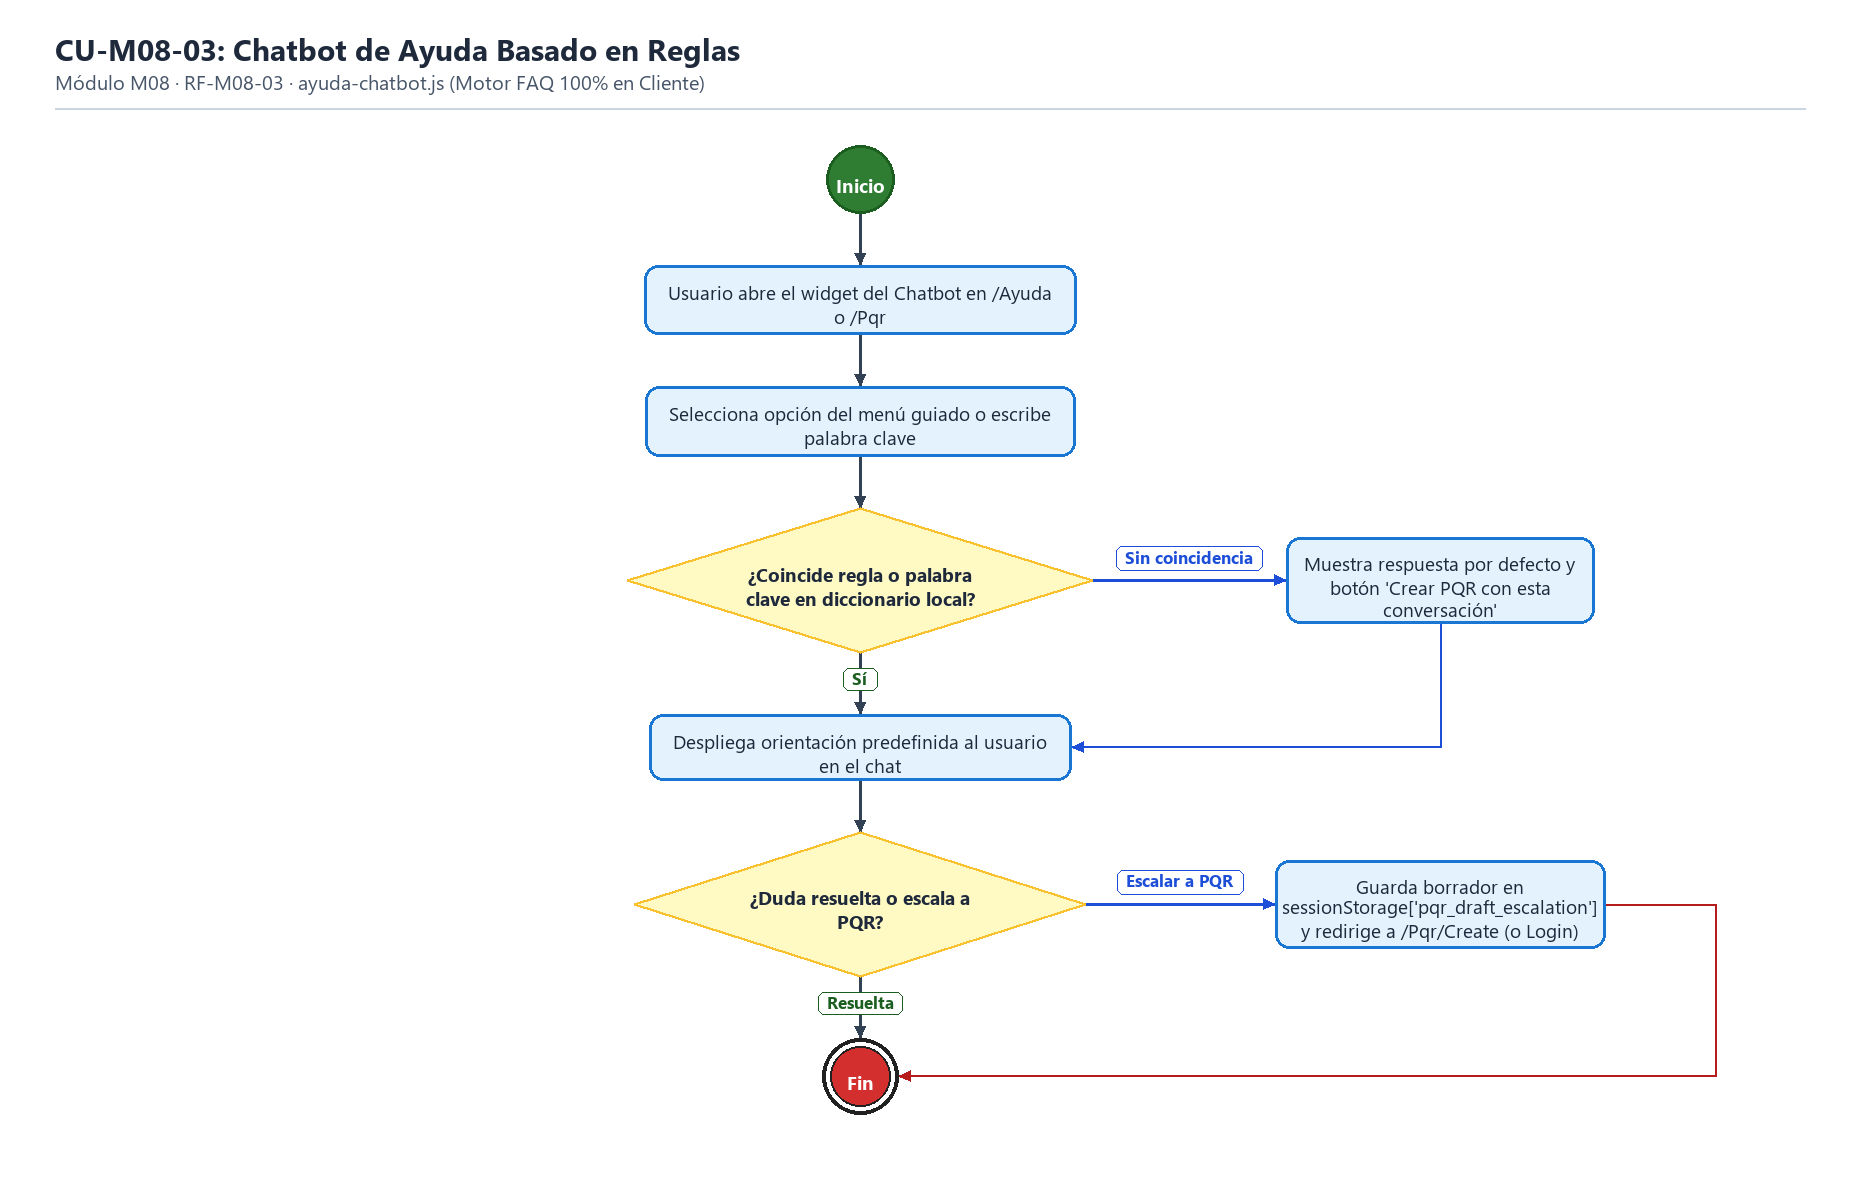 CU-M08-03: Chatbot de Ayuda Basado en Reglas
Módulo M08 · RF-M08-03 · ayuda-chatbot.js (Motor FAQ 100% en Cliente)
Inicio
Usuario abre el widget del Chatbot en /Ayuda
o /Pqr
Selecciona opción del menú guiado o escribe
palabra clave
¿Coincide regla o palabra
clave en diccionario local?
Sin coincidencia
Muestra respuesta por defecto y
botón 'Crear PQR con esta
conversación'
Sí
Despliega orientación predefinida al usuario
en el chat
¿Duda resuelta o escala a
PQR?
Escalar a PQR
Guarda borrador en
sessionStorage['pqr_draft_escalation']
y redirige a /Pqr/Create (o Login)
Resuelta
Fin